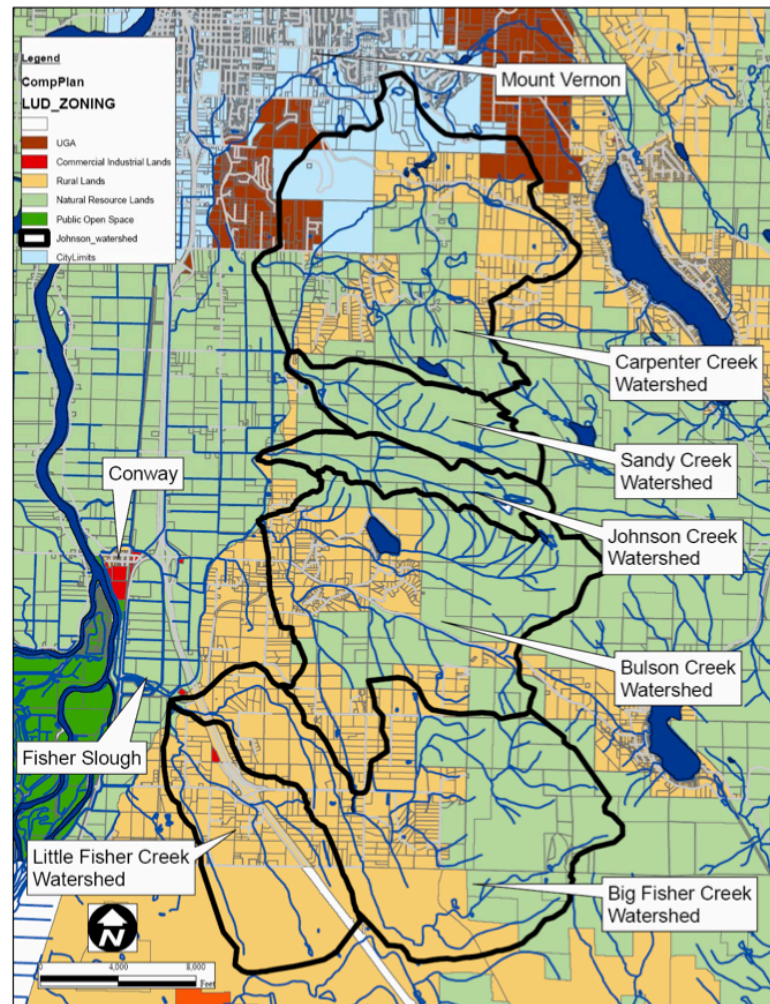 Legend
CompPlan
LUD_ZONING
UGA
Commercial Industrial Lands
Rural Lands
Natural Resource Lands
Public Open Space
Johnson_watershed
CityLimits
Mount Vernon
Carpenter Creek
Watershed
Sandy Creek
Watershed
Conway
Johnson Creek
Watershed
Bulson Creek
Watershed
Fisher Slough
Little Fisher Creek
Watershed
Big Fisher Creek
Watershed
N
0 4,000 8,000
Feet